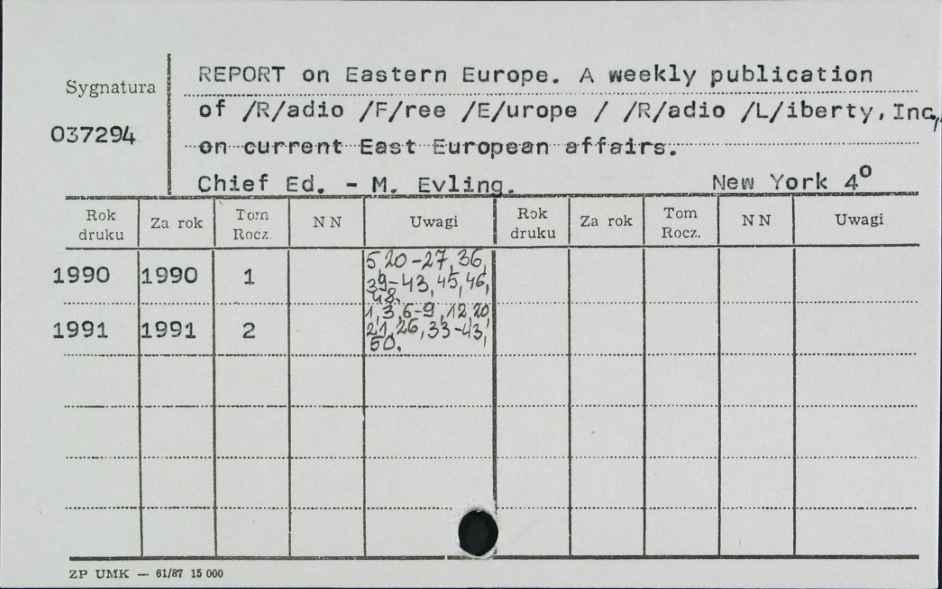 REPORT on Eastern Europe. A weekly publication
Sygnatura
of /R/adio /F/ree /E/urope / /R/adio /L/iberty, Inc,
037294
on current East European affairs.
Chief Ed. - M. Evling. New York 4°
Rok druku Za rok Tom Rocz. NN Uwagi Rok druku Za rok Tom Rocz. NN Uwagi
1990 1990 1 5,20-27,36,
39-43,45,46,
48.
1991 1991 2 1,3,6-9,12,20
21,26,33-43,
50.
ZP UMK — 61/87 15 000